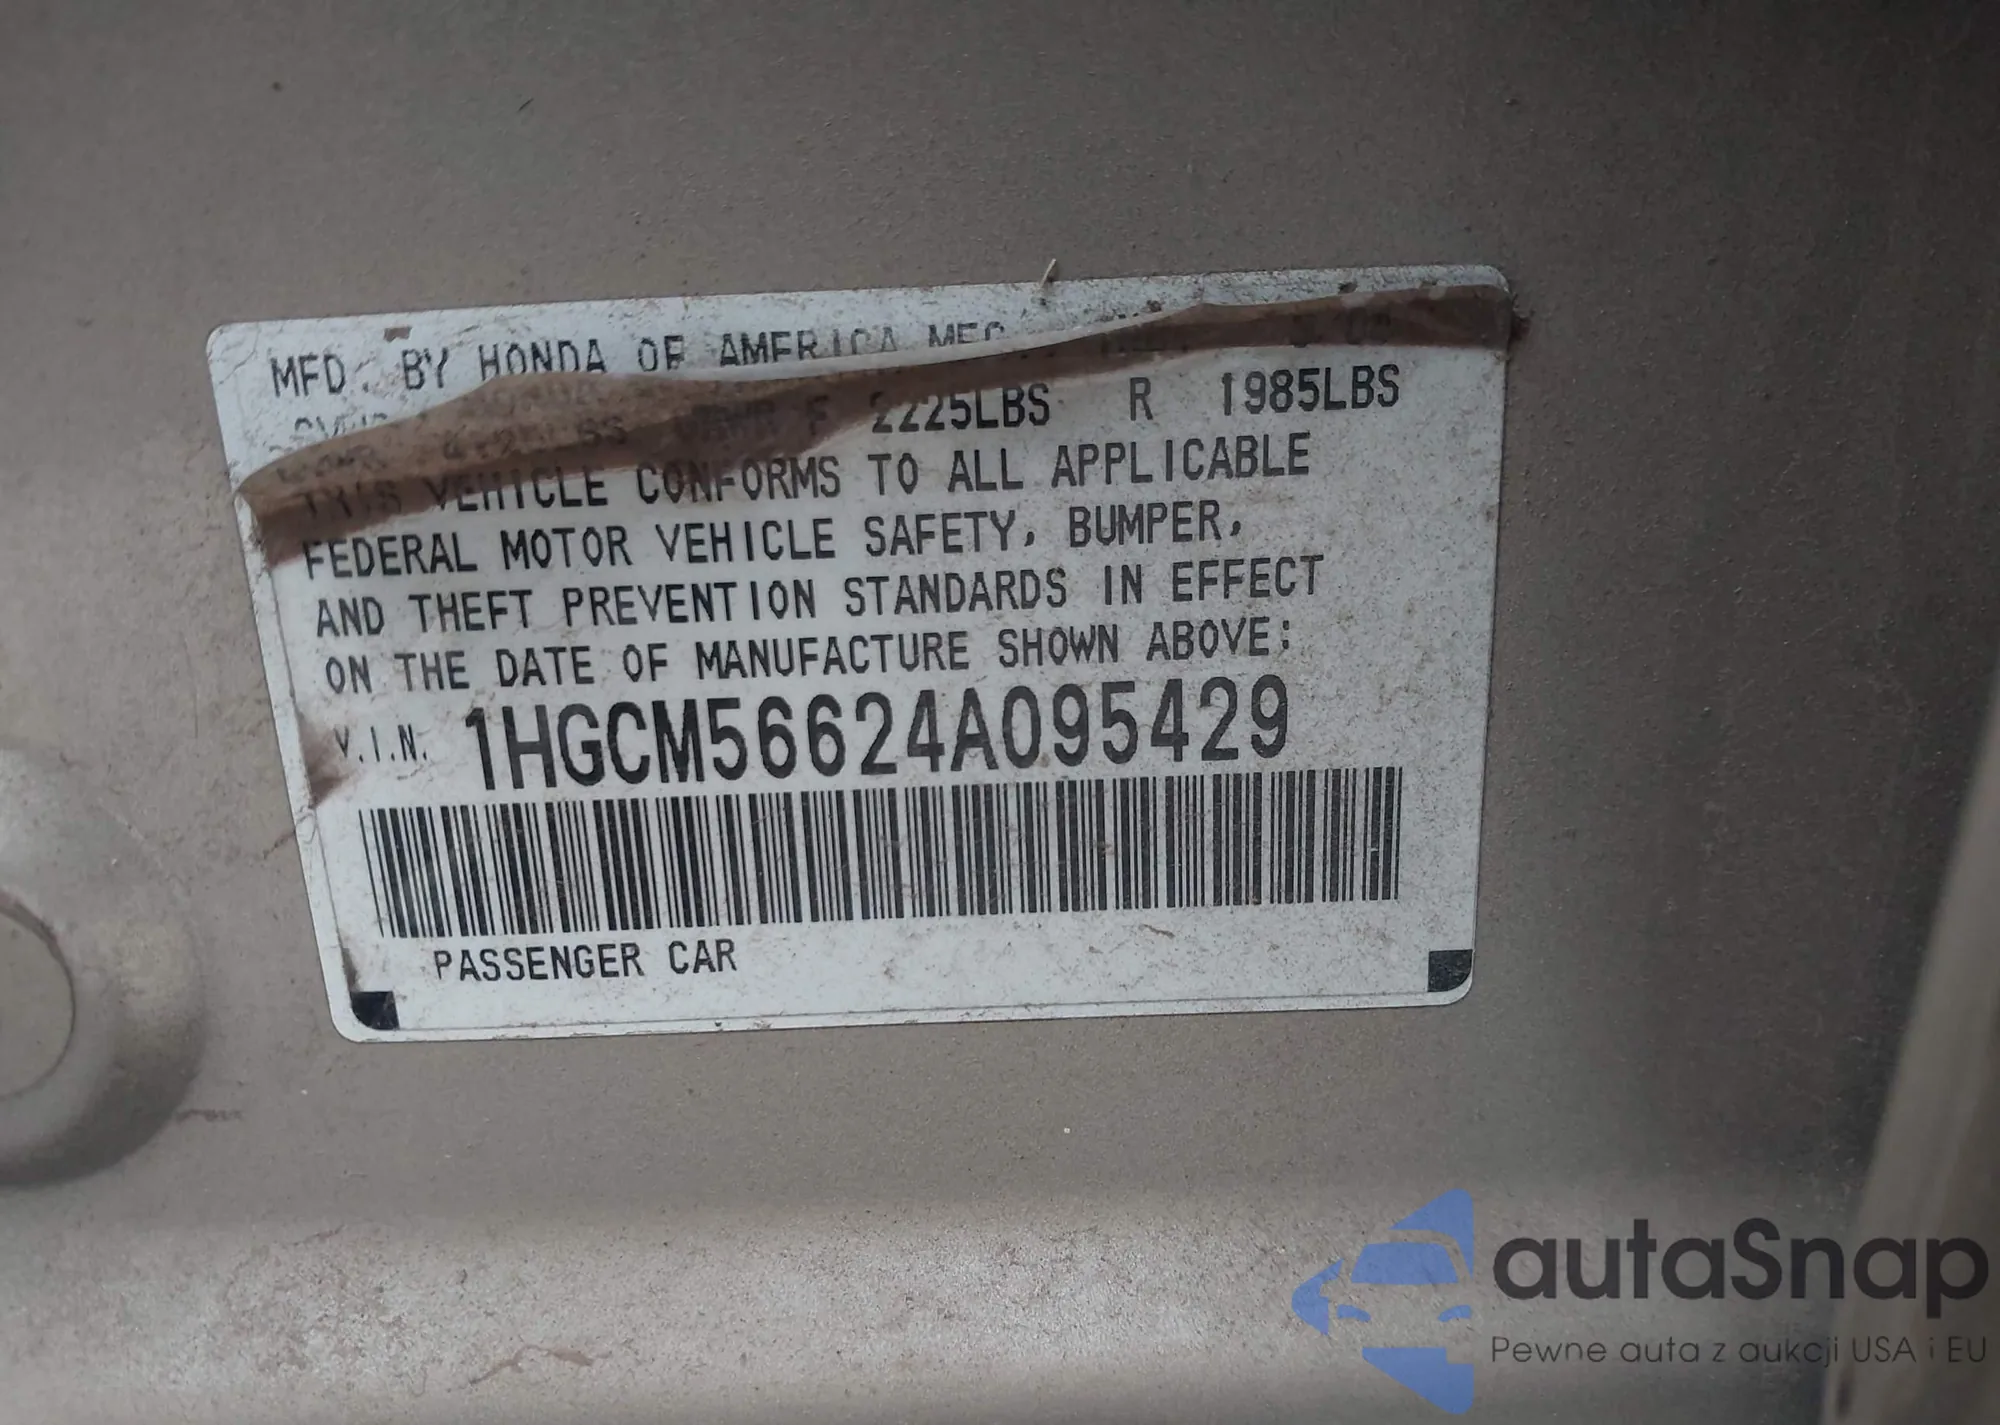 MFD. BY HONDA OF AMERICA MFG.
2225LBS R 1985LBS
THIS VEHICLE CONFORMS TO ALL APPLICABLE
FEDERAL MOTOR VEHICLE SAFETY, BUMPER,
AND THEFT PREVENTION STANDARDS IN EFFECT
ON THE DATE OF MANUFACTURE SHOWN ABOVE:
V.I.N. 1HGCM56624A095429
PASSENGER CAR
autaSnap
Pewne auta z aukcji USA i EU